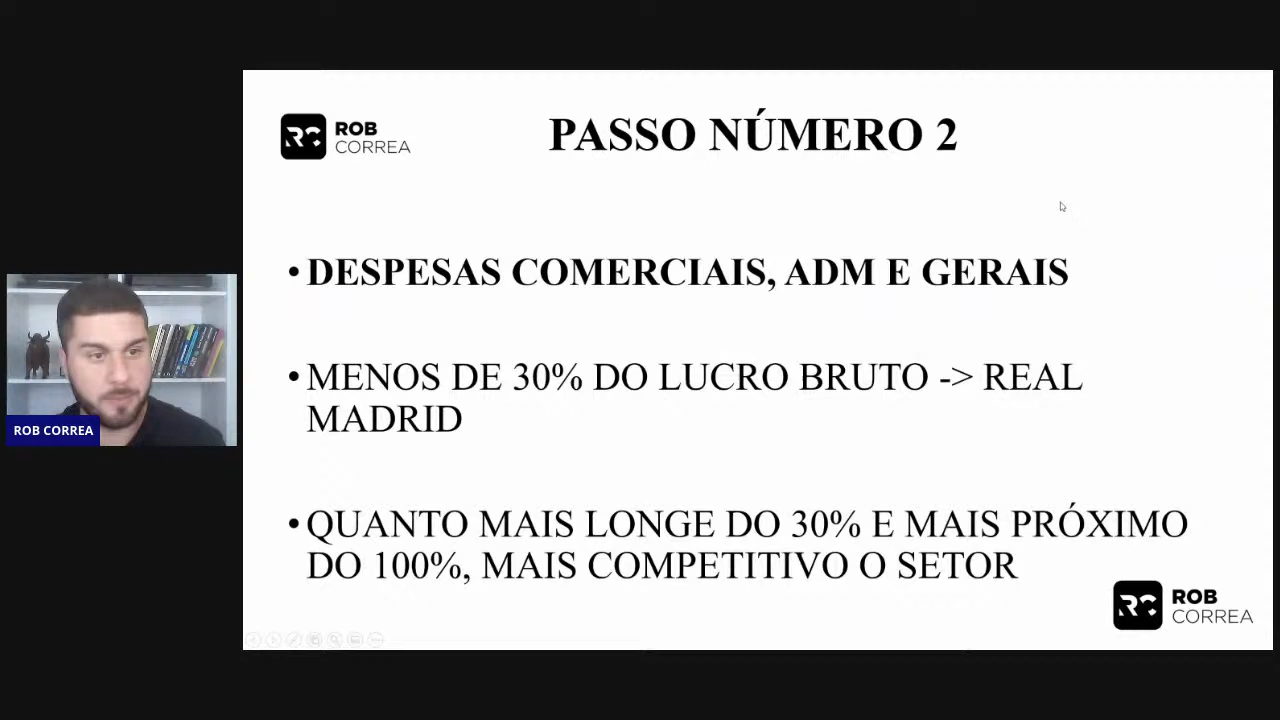 ROB
CORREA
PASSO NÚMERO 2
• DESPESAS COMERCIAIS, ADM E GERAIS
• MENOS DE 30% DO LUCRO BRUTO -> REAL
MADRID
• QUANTO MAIS LONGE DO 30% E MAIS PRÓXIMO
DO 100%, MAIS COMPETITIVO O SETOR
ROB CORREA
ROB
CORREA